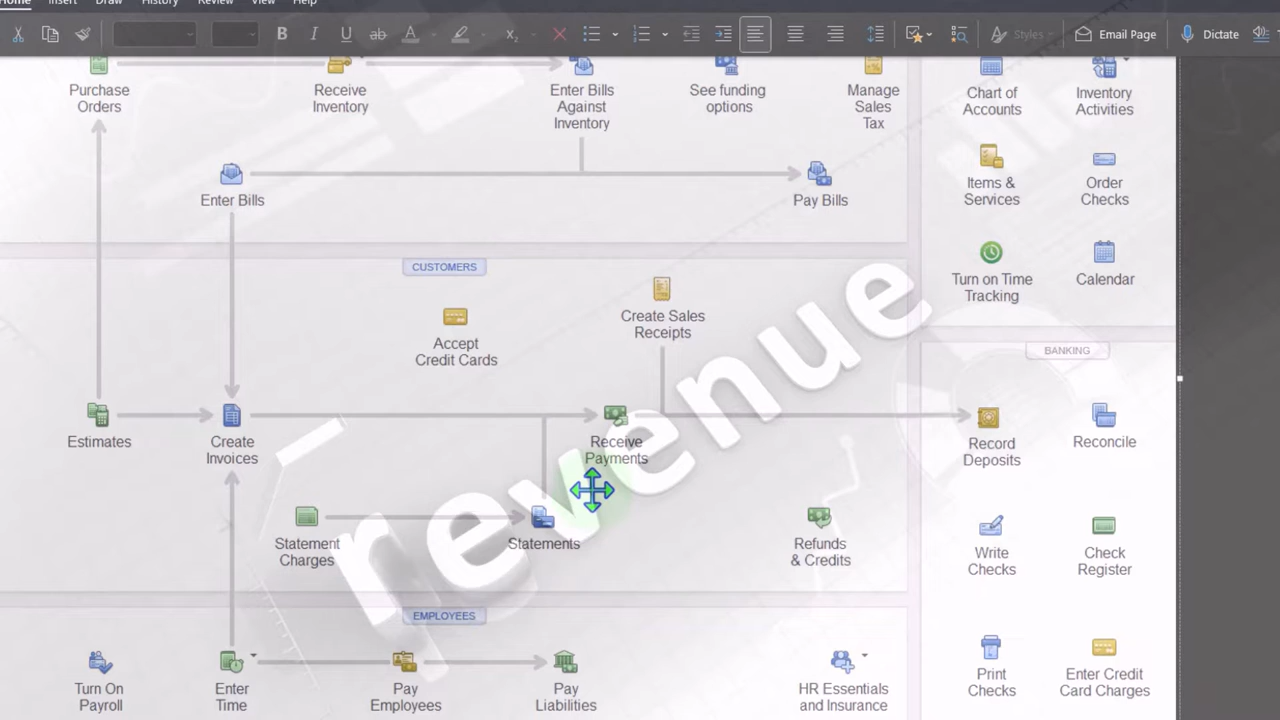 Home Insert Draw History Review View Help
B I U ab A x Styles Email Page Dictate
Purchase
Orders
Receive
Inventory
Enter Bills
Against
Inventory
See funding
options
Manage
Sales
Tax
Chart of
Accounts
Inventory
Activities
Enter Bills
Pay Bills
Items &
Services
Order
Checks
Turn on Time
Tracking
Calendar
CUSTOMERS
Accept
Credit Cards
Create Sales
Receipts
revenue
BANKING
Estimates
Create
Invoices
Receive
Payments
Record
Deposits
Reconcile
Statement
Charges
Statements
Refunds
& Credits
Write
Checks
Check
Register
EMPLOYEES
Turn On
Payroll
Enter
Time
Pay
Employees
Pay
Liabilities
HR Essentials
and Insurance
Print
Checks
Enter Credit
Card Charges